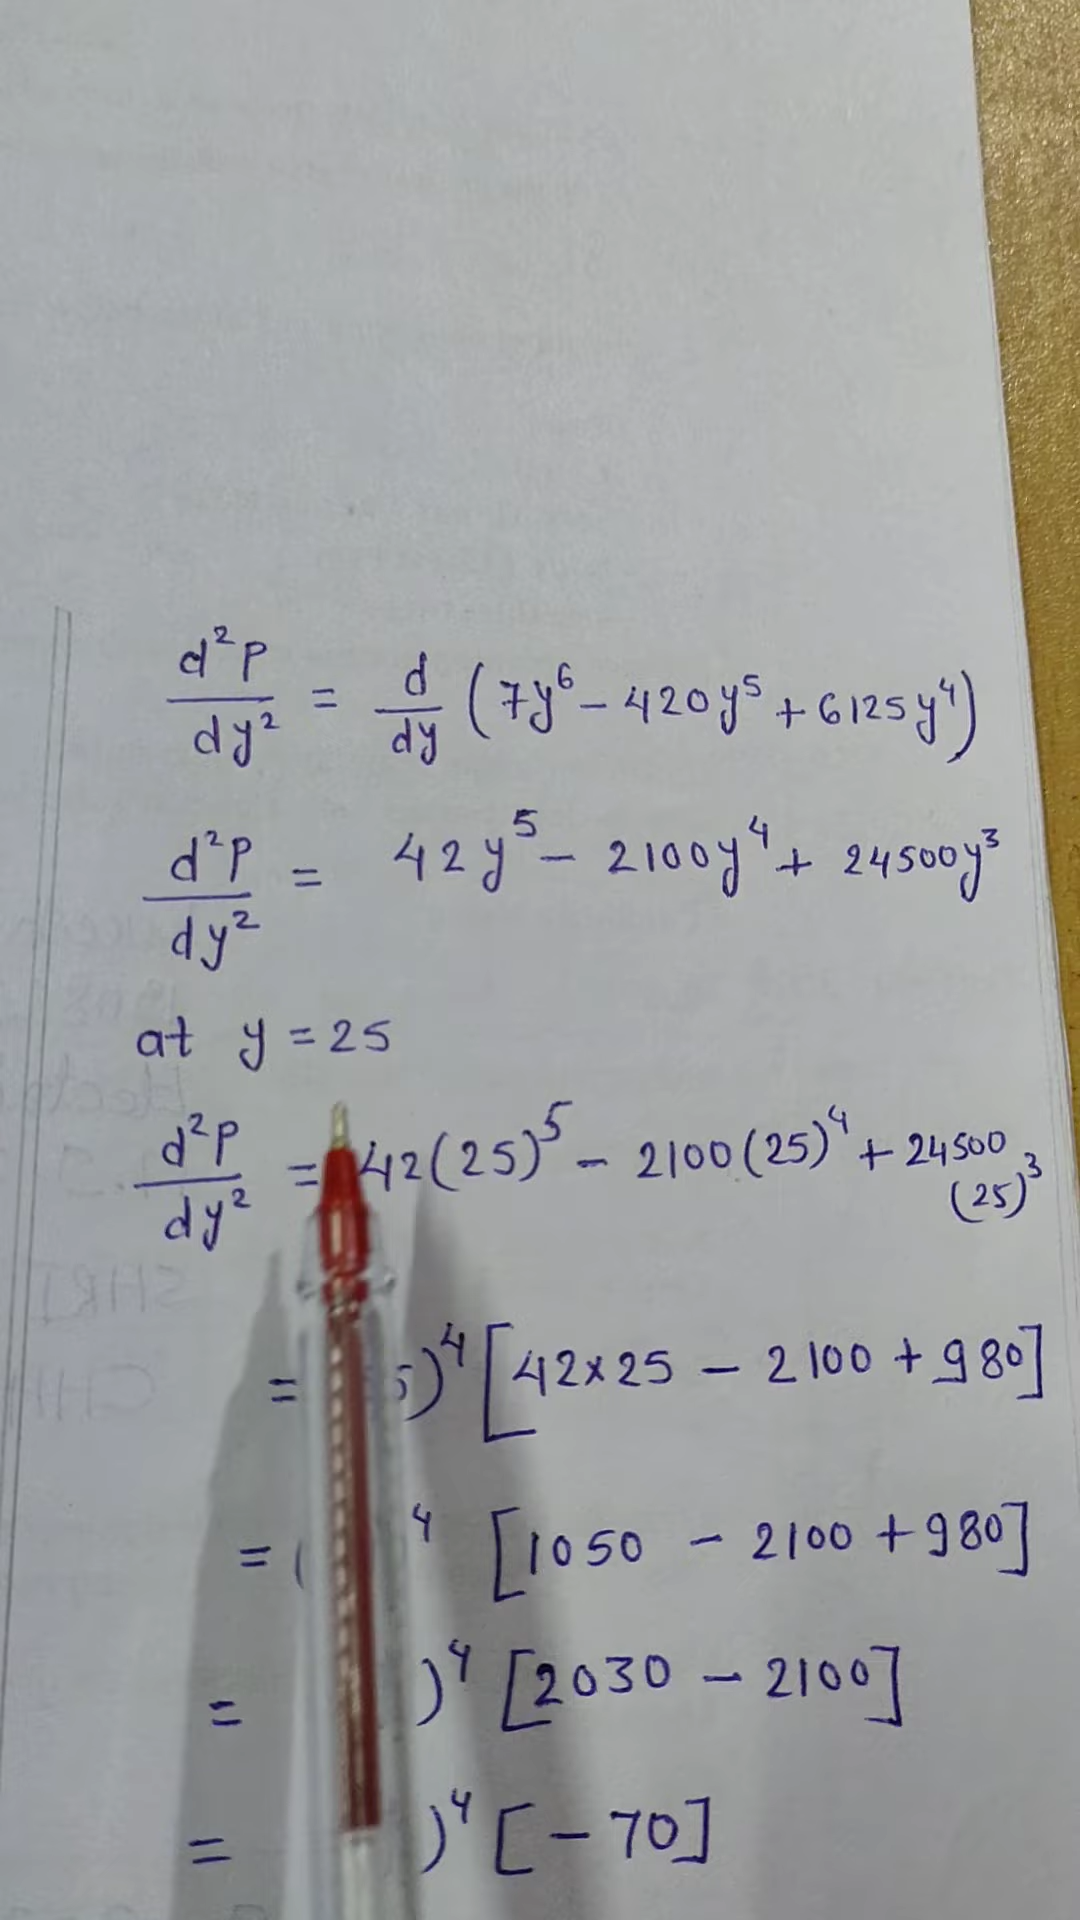 d²P/dy² = d/dy (7y⁶ – 420y⁵ + 6125y⁴)
d²P/dy² = 42y⁵ – 2100y⁴ + 24500y³
at y = 25
d²P/dy² = 42(25)⁵ – 2100(25)⁴ + 24500
(25)³
= 5)⁴ [42×25 – 2100 + 980]
= ( ⁴ [1050 – 2100 + 980]
= )⁴ [2030 – 2100]
= )⁴ [– 70]